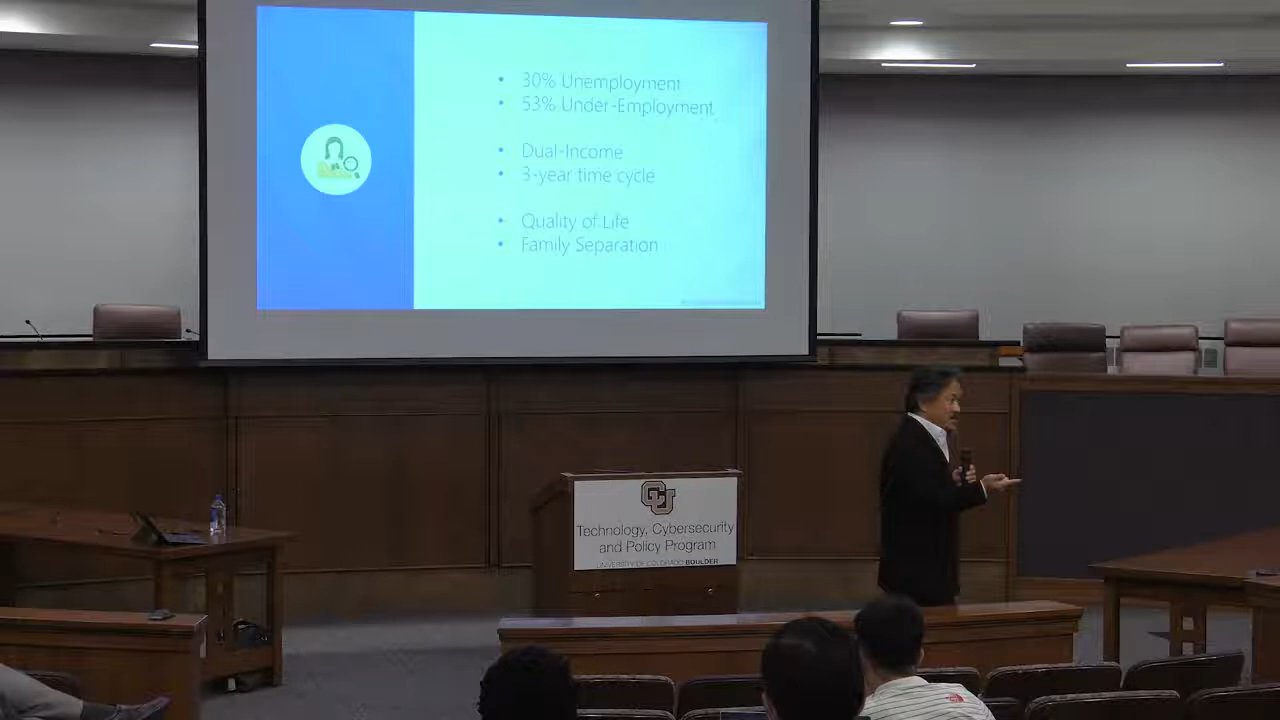 • 30% Unemployment
• 53% Under-Employment
• Dual-Income
• 3-year time cycle
• Quality of Life
• Family Separation
CU
Technology, Cybersecurity
and Policy Program
UNIVERSITY OF COLORADO BOULDER